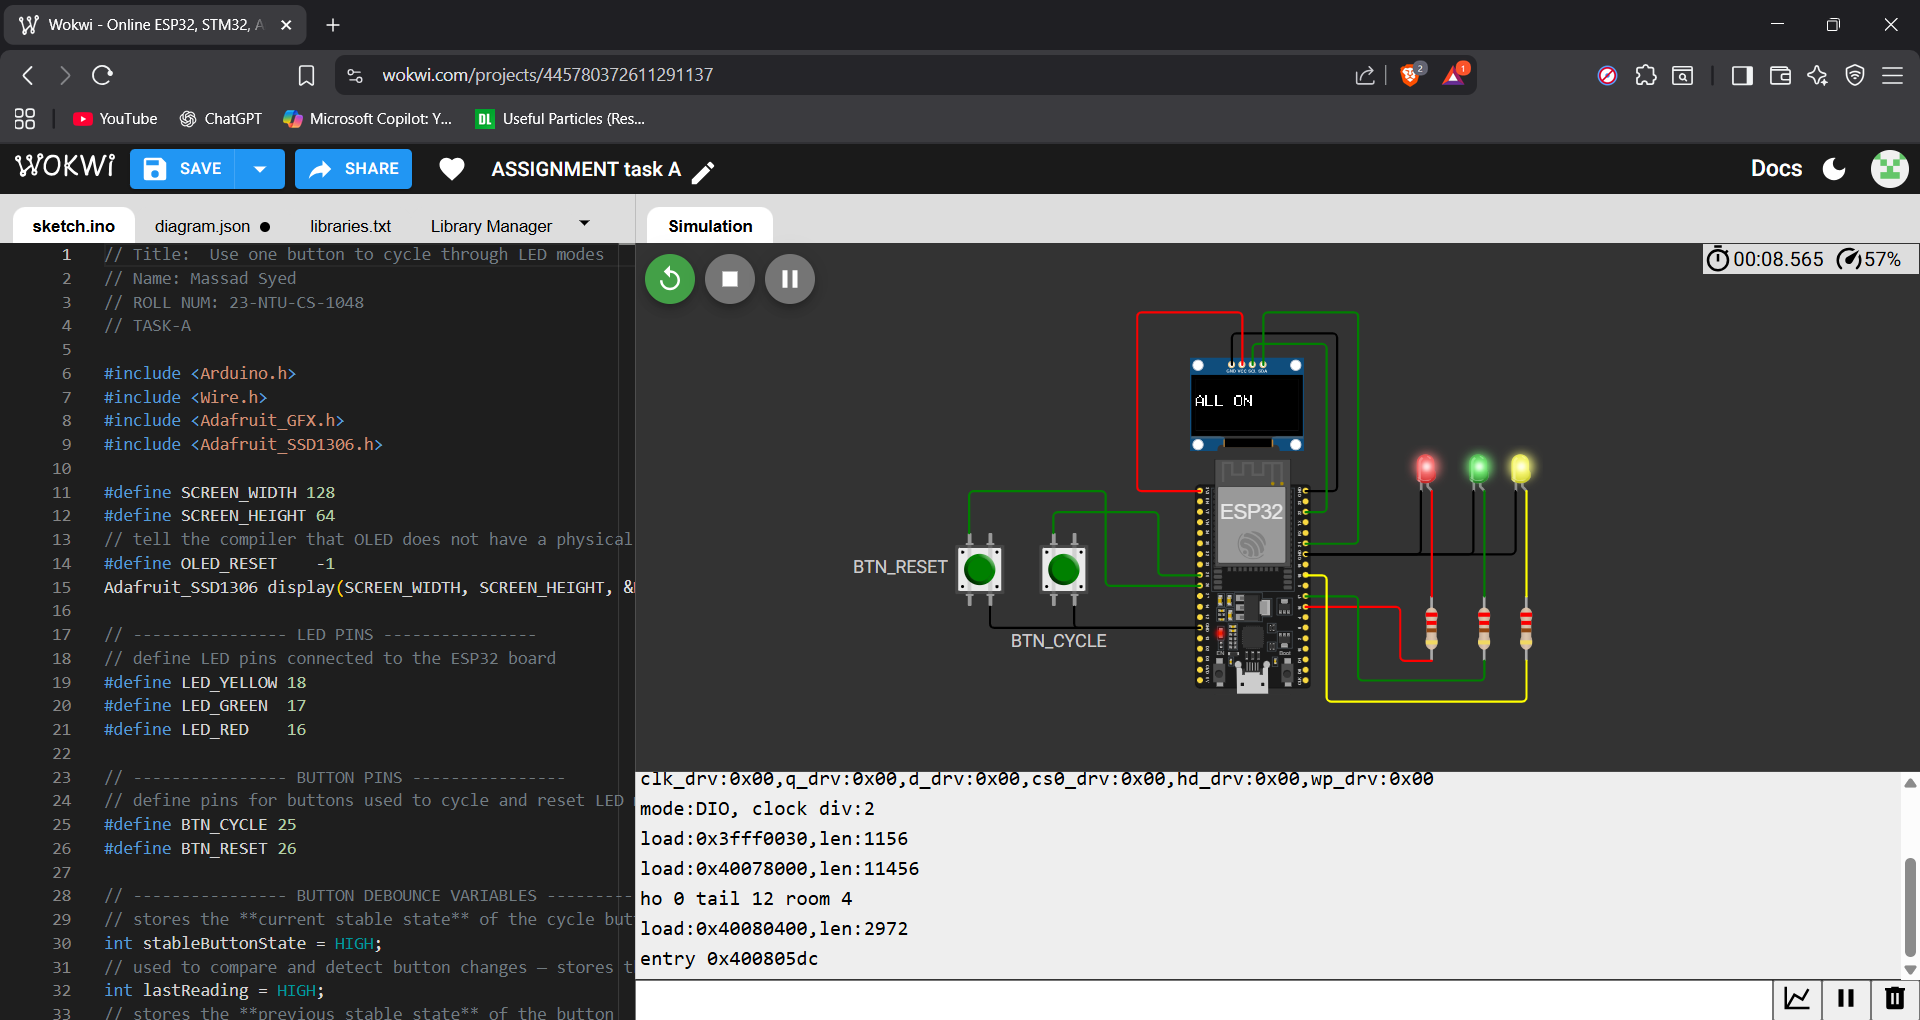 Wokwi - Online ESP32, STM32, A
wokwi.com/projects/445780372611291137
2
1
YouTube
ChatGPT
Microsoft Copilot: Y...
DL
Useful Particles (Res...
WOKWI
SAVE
SHARE
ASSIGNMENT task A
Docs
sketch.ino
diagram.json
libraries.txt
Library Manager
1 // Title:  Use one button to cycle through LED modes
2 // Name: Massad Syed
3 // ROLL NUM: 23-NTU-CS-1048
4 // TASK-A
5
6 #include <Arduino.h>
7 #include <Wire.h>
8 #include <Adafruit_GFX.h>
9 #include <Adafruit_SSD1306.h>
10
11 #define SCREEN_WIDTH 128
12 #define SCREEN_HEIGHT 64
13 // tell the compiler that OLED does not have a physical
14 #define OLED_RESET    -1
15 Adafruit_SSD1306 display(SCREEN_WIDTH, SCREEN_HEIGHT, &
16
17 // ---------------- LED PINS ----------------
18 // define LED pins connected to the ESP32 board
19 #define LED_YELLOW 18
20 #define LED_GREEN  17
21 #define LED_RED    16
22
23 // ---------------- BUTTON PINS ----------------
24 // define pins for buttons used to cycle and reset LED
25 #define BTN_CYCLE 25
26 #define BTN_RESET 26
27
28 // ---------------- BUTTON DEBOUNCE VARIABLES ---------
29 // stores the **current stable state** of the cycle but
30 int stableButtonState = HIGH;
31 // used to compare and detect button changes – stores t
32 int lastReading = HIGH;
33 // stores the **previous stable state** of the button
Simulation
00:08.565
57%
GND VCC SCL SDA
ALL ON
ESP32
BTN_RESET
BTN_CYCLE
EN
Boot
clk_drv:0x00,q_drv:0x00,d_drv:0x00,cs0_drv:0x00,hd_drv:0x00,wp_drv:0x00
mode:DIO, clock div:2
load:0x3fff0030,len:1156
load:0x40078000,len:11456
ho 0 tail 12 room 4
load:0x40080400,len:2972
entry 0x400805dc